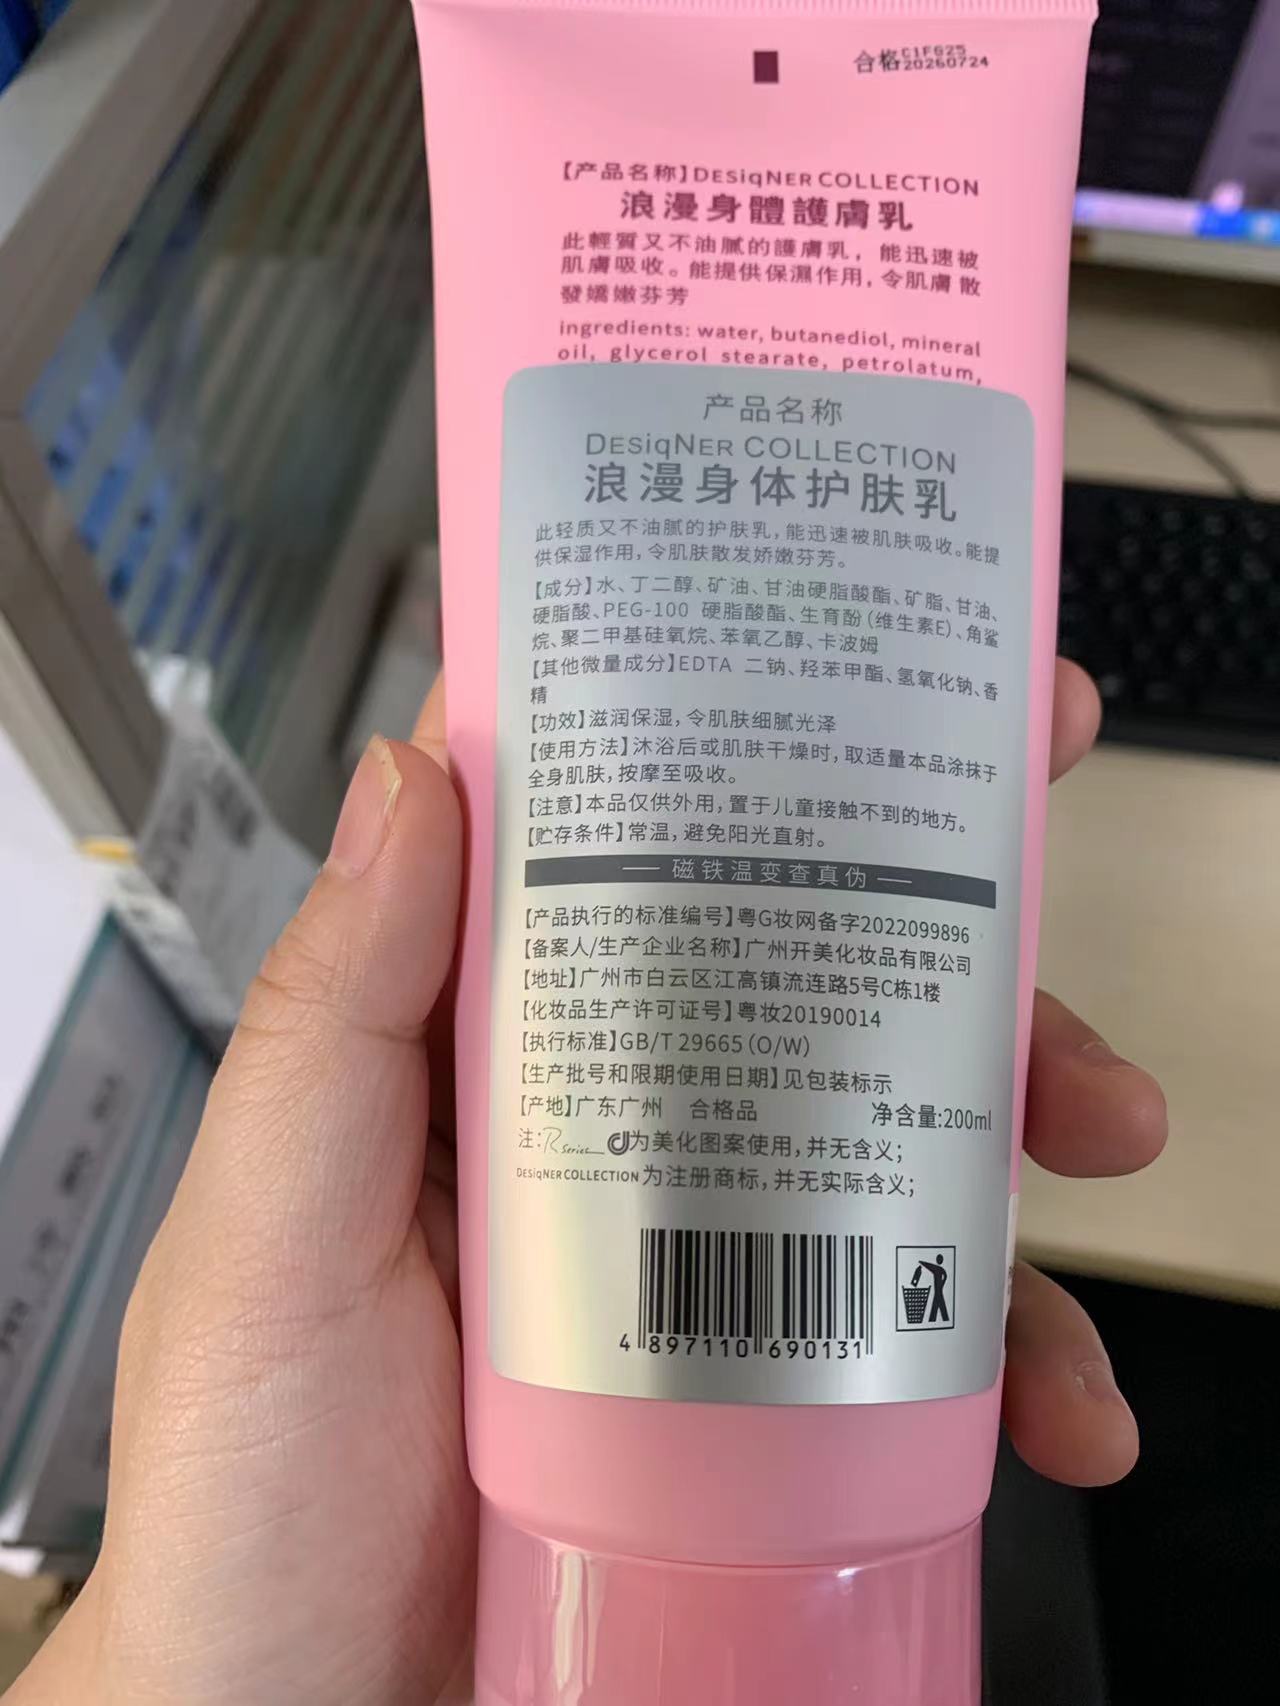 合格 C1FG25
20260724
【产品名称】DESiqNER COLLECTION
浪漫身體護膚乳
此輕質又不油膩的護膚乳，能迅速被
肌膚吸收。能提供保濕作用，令肌膚散
發嬌嫩芬芳
ingredients: water, butanediol, mineral
oil, glycerol stearate, petrolatum,
产品名称
DESiqNER COLLECTION
浪漫身体护肤乳
此轻质又不油腻的护肤乳，能迅速被肌肤吸收。能提
供保湿作用，令肌肤散发娇嫩芬芳。
【成分】水、丁二醇、矿油、甘油硬脂酸酯、矿脂、甘油、
硬脂酸、PEG-100 硬脂酸酯、生育酚（维生素E）、角鲨
烷、聚二甲基硅氧烷、苯氧乙醇、卡波姆
【其他微量成分】EDTA 二钠、羟苯甲酯、氢氧化钠、香
精
【功效】滋润保湿，令肌肤细腻光泽
【使用方法】沐浴后或肌肤干燥时，取适量本品涂抹于
全身肌肤，按摩至吸收。
【注意】本品仅供外用，置于儿童接触不到的地方。
【贮存条件】常温，避免阳光直射。
— 磁铁温变查真伪 —
【产品执行的标准编号】粤G妆网备字2022099896
【备案人/生产企业名称】广州开美化妆品有限公司
【地址】广州市白云区江高镇流连路5号C栋1楼
【化妆品生产许可证号】粤妆20190014
【执行标准】GB/T 29665（O/W）
【生产批号和限期使用日期】见包装标示
【产地】广东广州 合格品 净含量:200ml
注：R series 为美化图案使用，并无含义；
DESiqNER COLLECTION 为注册商标，并无实际含义；
4 897110 690131